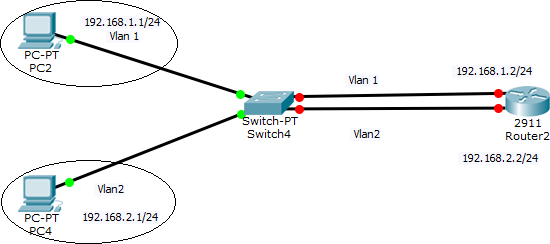 192.168.1.1/24
Vlan 1
PC-PT
PC2
Vlan 1
192.168.1.2/24
Switch-PT
Switch4
2911
Router2
Vlan2
192.168.2.2/24
Vlan2
192.168.2.1/24
PC-PT
PC4